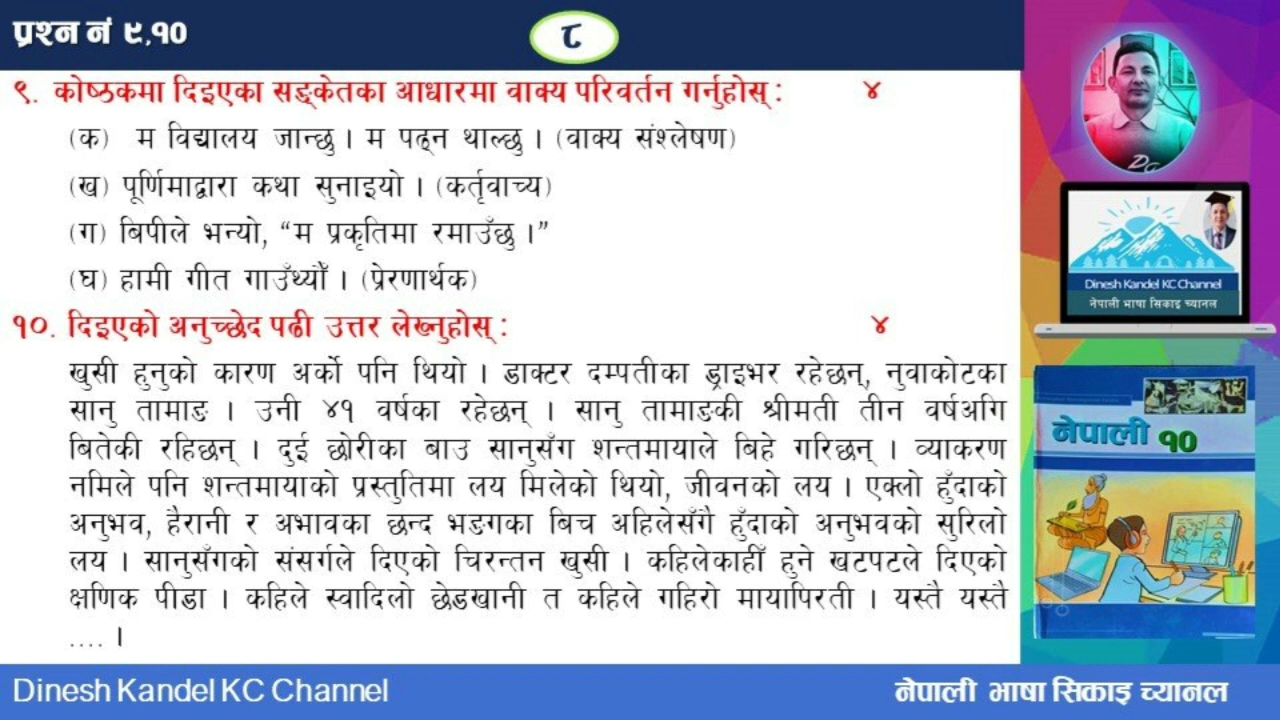 प्रश्न नं ९,१०
८
९. कोष्ठकमा दिइएका सङ्केतका आधारमा वाक्य परिवर्तन गर्नुहोस् : ४
(क) म विद्यालय जान्छु । म पढ्न थाल्छु । (वाक्य संश्लेषण)
(ख) पूर्णिमाद्वारा कथा सुनाइयो । (कर्तृवाच्य)
(ग) बिपीले भन्यो, “म प्रकृतिमा रमाउँछु ।”
(घ) हामी गीत गाउँथ्यौँ । (प्रेरणार्थक)
१०. दिइएको अनुच्छेद पढी उत्तर लेख्नुहोस् : ४
खुसी हुनुको कारण अर्को पनि थियो । डाक्टर दम्पतीका ड्राइभर रहेछन्, नुवाकोटका
सानु तामाङ । उनी ४१ वर्षका रहेछन् । सानु तामाङकी श्रीमती तीन वर्षअगि
बितेकी रहिछन् । दुई छोरीका बाउ सानुसँग शन्तमायाले बिहे गरिछन् । व्याकरण
नमिले पनि शन्तमायाको प्रस्तुतिमा लय मिलेको थियो, जीवनको लय । एक्लो हुँदाको
अनुभव, हैरानी र अभावका छन्द भङगका बिच अहिलेसँगै हुँदाको अनुभवको सुरिलो
लय । सानुसँगको संसर्गले दिएको चिरन्तन खुसी । कहिलेकाहीँ हुने खटपटले दिएको
क्षणिक पीडा । कहिले स्वादिलो छेडखानी त कहिले गहिरो मायापिरती । यस्तै यस्तै
.... ।
Dinesh Kandel KC Channel
नेपाली भाषा सिकाइ च्यानल
नेपाली १०
Dinesh Kandel KC Channel
नेपाली भाषा सिकाइ च्यानल